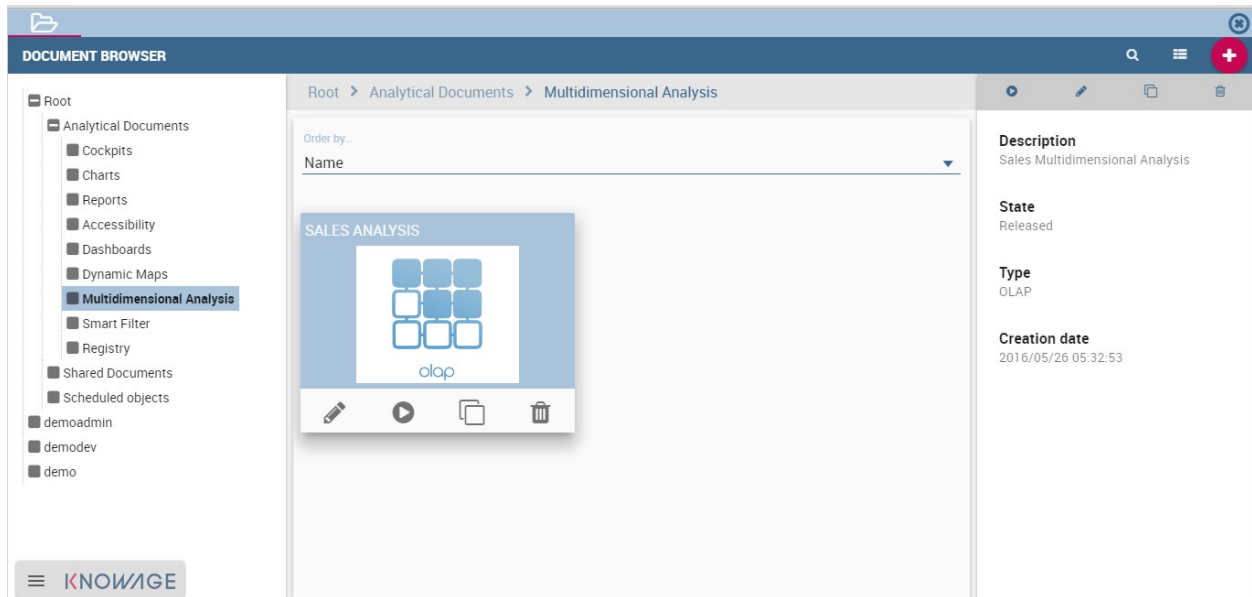 DOCUMENT BROWSER
Root
Analytical Documents
Cockpits
Charts
Reports
Accessibility
Dashboards
Dynamic Maps
Multidimensional Analysis
Smart Filter
Registry
Shared Documents
Scheduled objects
demoadmin
demodev
demo
KNOWAGE
Root > Analytical Documents > Multidimensional Analysis
Order by...
Name
SALES ANALYSIS
olap
Description
Sales Multidimensional Analysis
State
Released
Type
OLAP
Creation date
2016/05/26 05:32:53